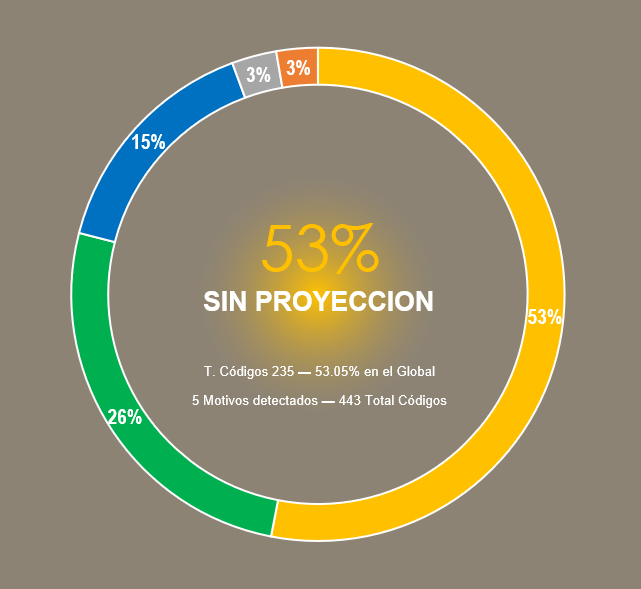 3%
3%
15%
53%
SIN PROYECCION
53%
T. Códigos 235 — 53.05% en el Global
5 Motivos detectados — 443 Total Códigos
26%